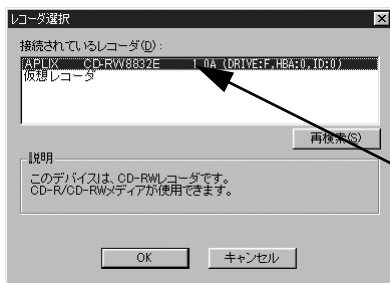 レコーダ選択
接続されているレコーダ(D):
APLIX CD-RW8832E 1.0A (DRIVE:F,HBA:0,ID:0)
仮想レコーダ
再検索(S)
説明
このデバイスは、CD-RWレコーダです。
CD-R/CD-RWメディアが使用できます。
OK
キャンセル